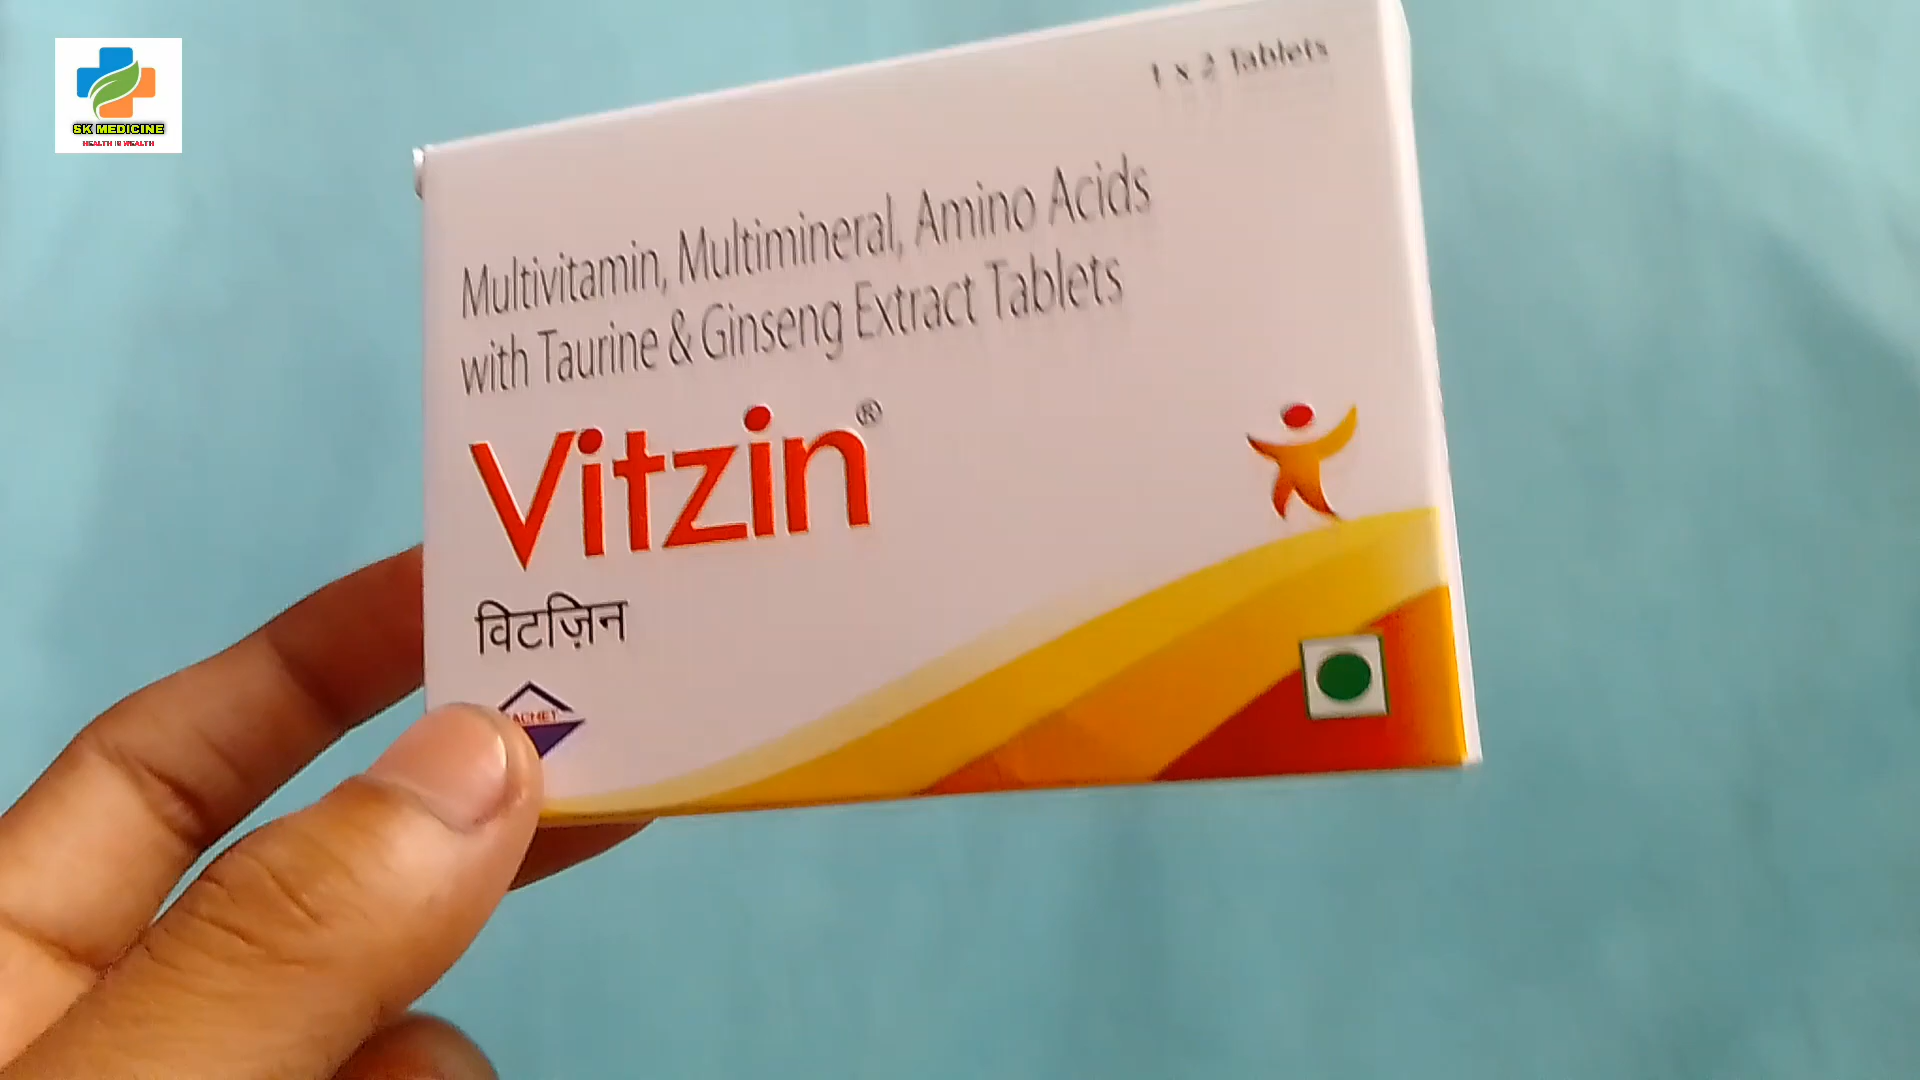 SK MEDICINE
HEALTH IS WEALTH
1 x 2 Tablets
Multivitamin, Multimineral, Amino Acids
with Taurine & Ginseng Extract Tablets
Vitzin®
विटज़िन